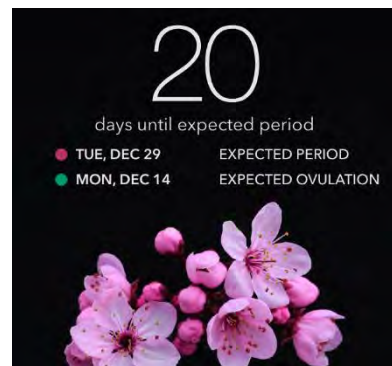 20
days until expected period
TUE, DEC 29 EXPECTED PERIOD
MON, DEC 14 EXPECTED OVULATION